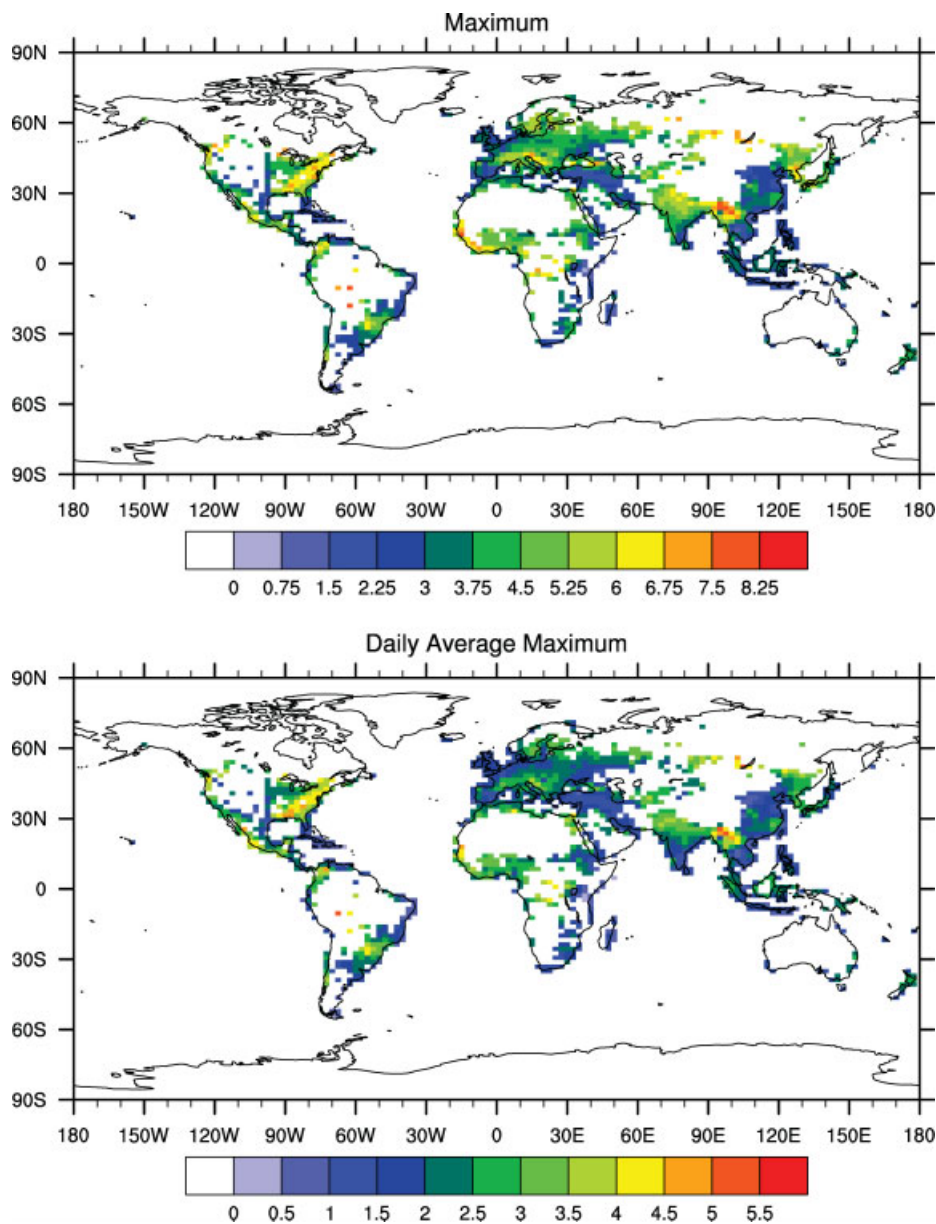 Maximum
90N
60N
30N
0
30S
60S
90S
180 150W 120W 90W 60W 30W 0 30E 60E 90E 120E 150E 180
0 0.75 1.5 2.25 3 3.75 4.5 5.25 6 6.75 7.5 8.25
Daily Average Maximum
90N
60N
30N
0
30S
60S
90S
180 150W 120W 90W 60W 30W 0 30E 60E 90E 120E 150E 180
0 0.5 1 1.5 2 2.5 3 3.5 4 4.5 5 5.5